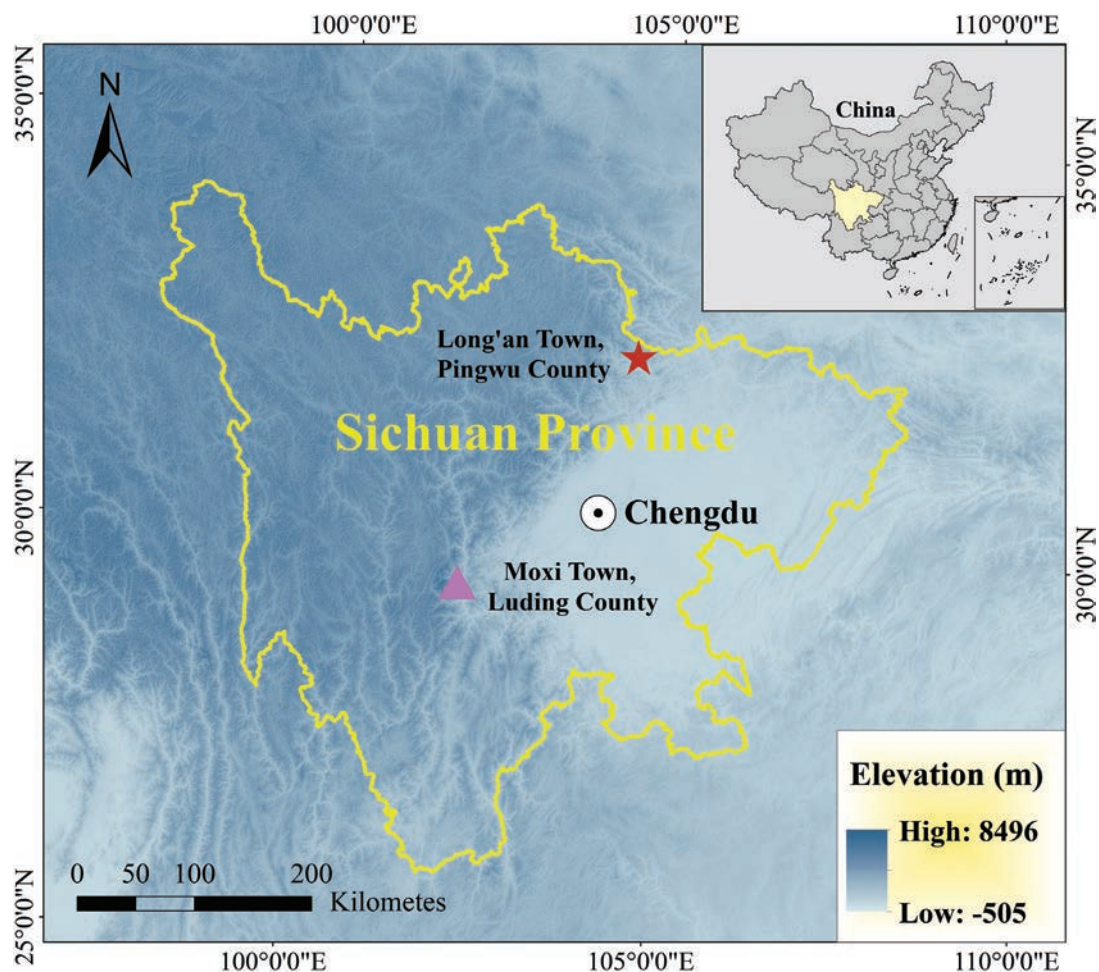 100°0'0"E
105°0'0"E
110°0'0"E
35°0'0"N
N
China
35°0'0"N
Long'an Town,
Pingwu County
Sichuan Province
30°0'0"N
Chengdu
Moxi Town,
Luding County
30°0'0"N
Elevation (m)
High: 8496
Low: -505
0 50 100 200
Kilometes
25°0'0"N
100°0'0"E
105°0'0"E
110°0'0"E